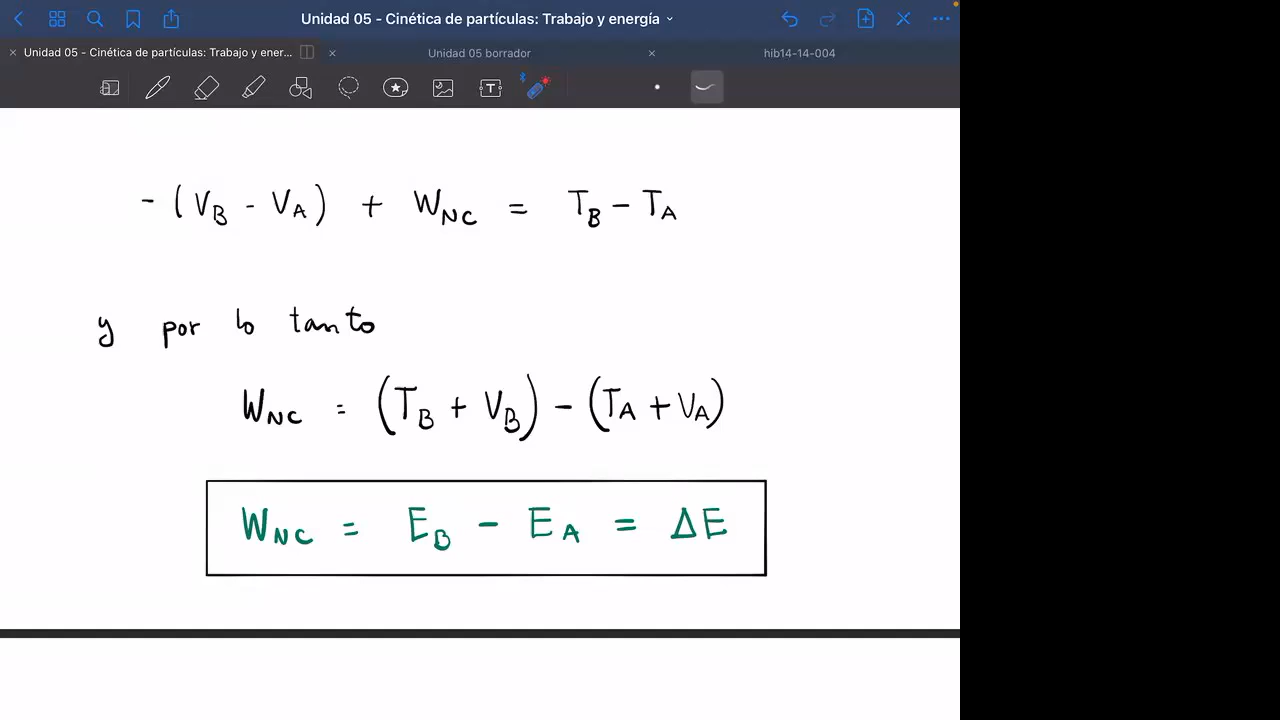 Unidad 05 - Cinética de partículas: Trabajo y energía
Unidad 05 - Cinética de partículas: Trabajo y ener...
Unidad 05 borrador
hib14-14-004
- (V_B - V_A) + W_NC = T_B - T_A
y por lo tanto
W_NC = (T_B + V_B) - (T_A + V_A)
W_NC = E_B - E_A = ΔE